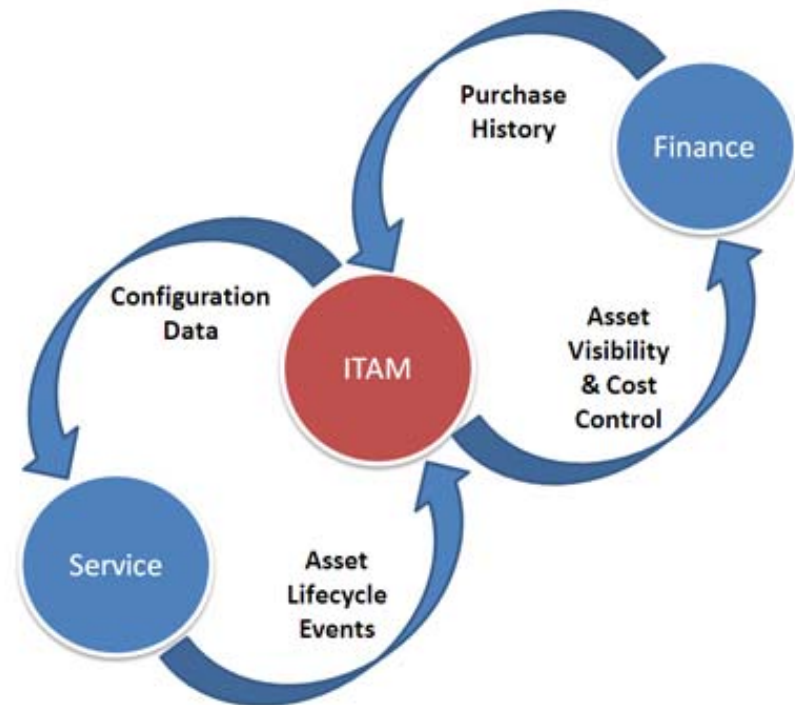 Purchase
History
Finance
Configuration
Data
ITAM
Asset
Visibility
& Cost
Control
Service
Asset
Lifecycle
Events